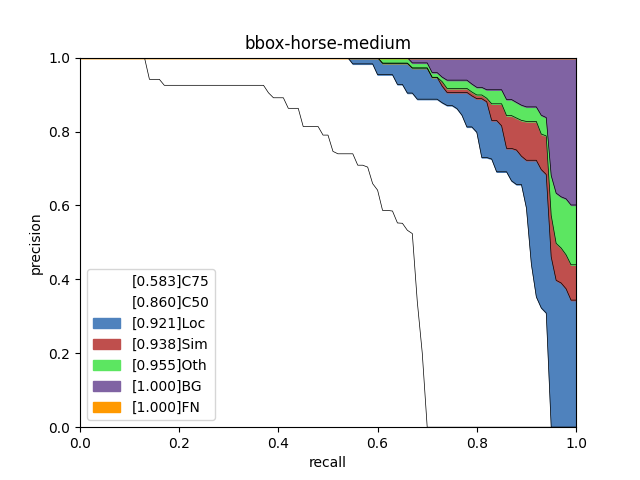 bbox-horse-medium
precision
1.0
0.8
0.6
0.4
0.2
0.0
[0.583]C75
[0.860]C50
[0.921]Loc
[0.938]Sim
[0.955]Oth
[1.000]BG
[1.000]FN
0.0 0.2 0.4 0.6 0.8 1.0
recall